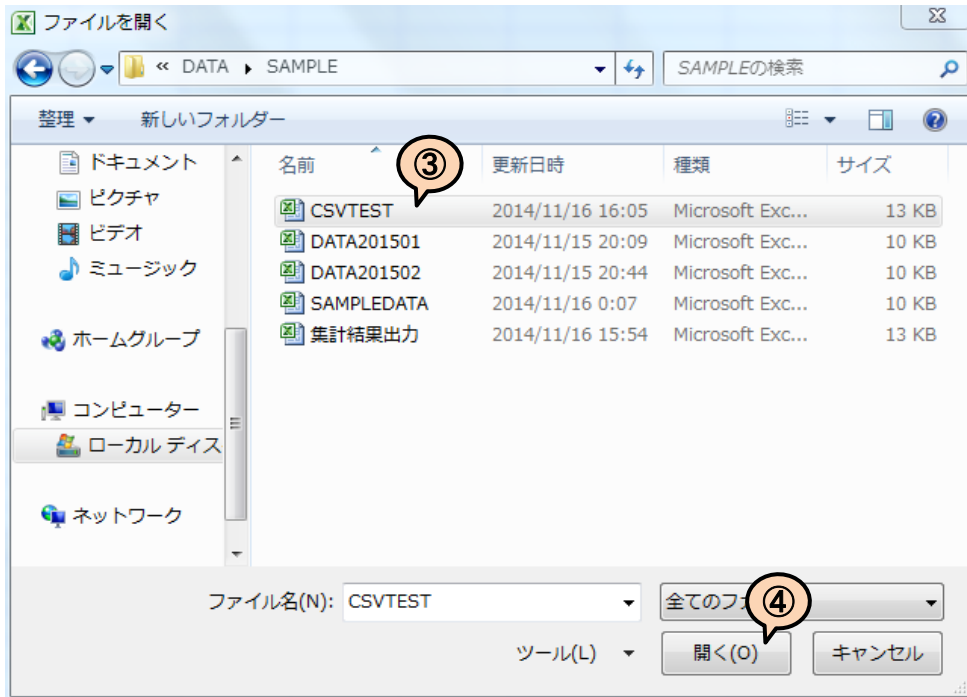 ファイルを開く
« DATA ▸ SAMPLE
SAMPLEの検索
整理 ▼ 新しいフォルダー
ドキュメント
ピクチャ
ビデオ
ミュージック
ホームグループ
コンピューター
ローカル ディス
ネットワーク
名前 ③ 更新日時 種類 サイズ
CSVTEST 2014/11/16 16:05 Microsoft Exc... 13 KB
DATA201501 2014/11/15 20:09 Microsoft Exc... 10 KB
DATA201502 2014/11/15 20:44 Microsoft Exc... 10 KB
SAMPLEDATA 2014/11/16 0:07 Microsoft Exc... 10 KB
集計結果出力 2014/11/16 15:54 Microsoft Exc... 13 KB
ファイル名(N): CSVTEST
全てのフ ④
ツール(L) 開く(O) キャンセル